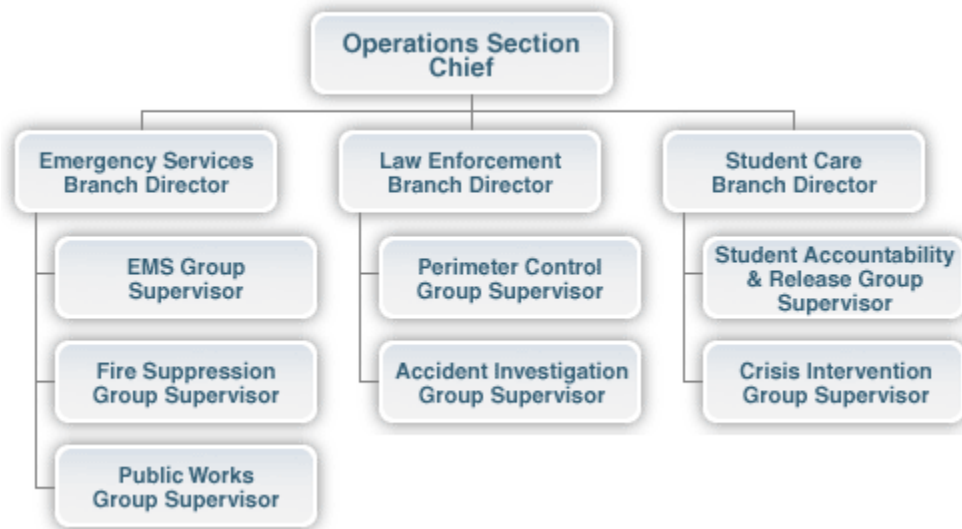 Operations Section
Chief
Emergency Services
Branch Director
EMS Group
Supervisor
Fire Suppression
Group Supervisor
Public Works
Group Supervisor
Law Enforcement
Branch Director
Perimeter Control
Group Supervisor
Accident Investigation
Group Supervisor
Student Care
Branch Director
Student Accountability
& Release Group
Supervisor
Crisis Intervention
Group Supervisor